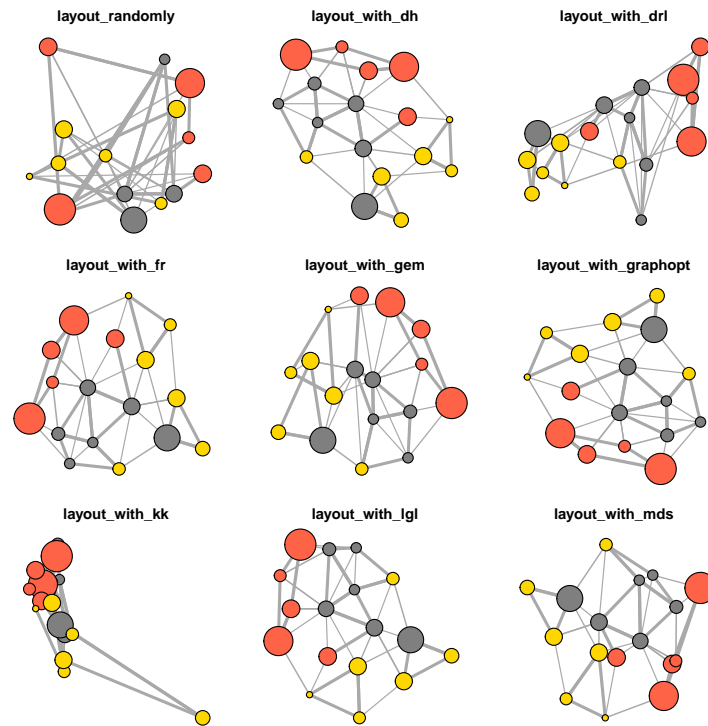 layout_randomly
layout_with_dh
layout_with_drl
layout_with_fr
layout_with_gem
layout_with_graphopt
layout_with_kk
layout_with_lgl
layout_with_mds